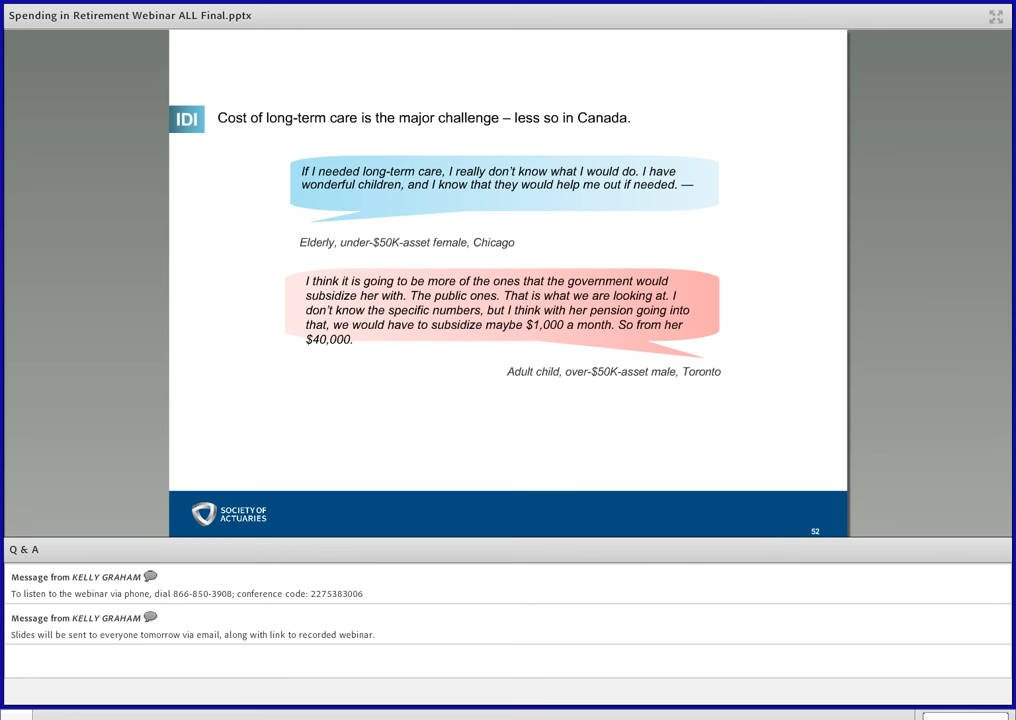 Spending in Retirement Webinar ALL Final.pptx
IDI
Cost of long-term care is the major challenge – less so in Canada.
If I needed long-term care, I really don't know what I would do. I have
wonderful children, and I know that they would help me out if needed. —
Elderly, under-$50K-asset female, Chicago
I think it is going to be more of the ones that the government would
subsidize her with. The public ones. That is what we are looking at. I
don't know the specific numbers, but I think with her pension going into
that, we would have to subsidize maybe $1,000 a month. So from her
$40,000.
Adult child, over-$50K-asset male, Toronto
SOCIETY OF
ACTUARIES
52
Q & A
Message from KELLY GRAHAM
To listen to the webinar via phone, dial 866-850-3908; conference code: 2275383006
Message from KELLY GRAHAM
Slides will be sent to everyone tomorrow via email, along with link to recorded webinar.